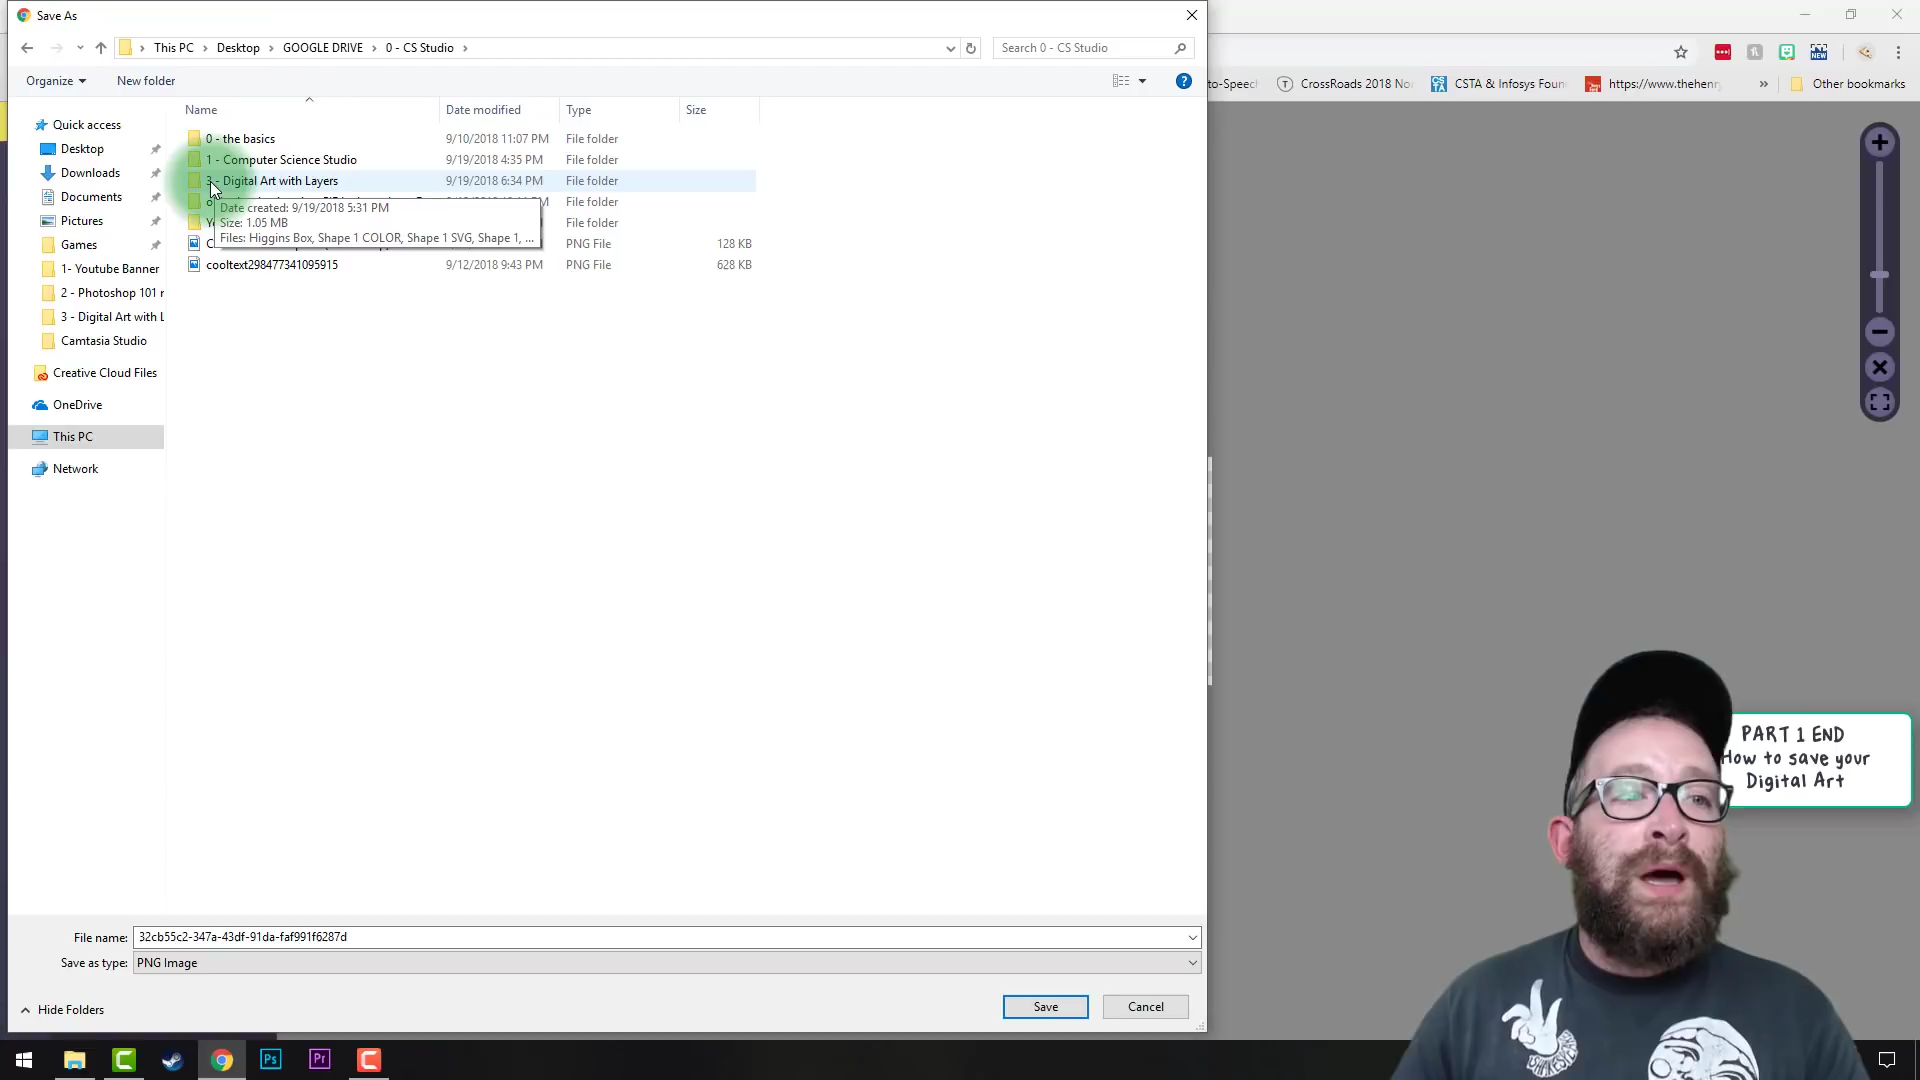 Save As
This PC > Desktop > GOOGLE DRIVE > 0 - CS Studio >
Search 0 - CS Studio
Organize
New folder
to-Speech
CrossRoads 2018 No
CSTA & Infosys Foun
https://www.thehenry
»
Other bookmarks
Name
Date modified
Type
Size
Quick access
Desktop
Downloads
Documents
Pictures
Games
1- Youtube Banner
2 - Photoshop 101 r
3 - Digital Art with L
Camtasia Studio
Creative Cloud Files
OneDrive
This PC
Network
0 - the basics 9/10/2018 11:07 PM File folder
1 - Computer Science Studio 9/19/2018 4:35 PM File folder
3 - Digital Art with Layers 9/19/2018 6:34 PM File folder
File folder
File folder
PNG File 128 KB
cooltext298477341095915 9/12/2018 9:43 PM PNG File 628 KB
Date created: 9/19/2018 5:31 PM
Size: 1.05 MB
Files: Higgins Box, Shape 1 COLOR, Shape 1 SVG, Shape 1, ...
NEW
PART 1 END
How to save your
Digital Art
SHAKESPEARE
File name: 32cb55c2-347a-43df-91da-faf991f6287d
Save as type: PNG Image
Hide Folders
Save
Cancel
Ps
Pr